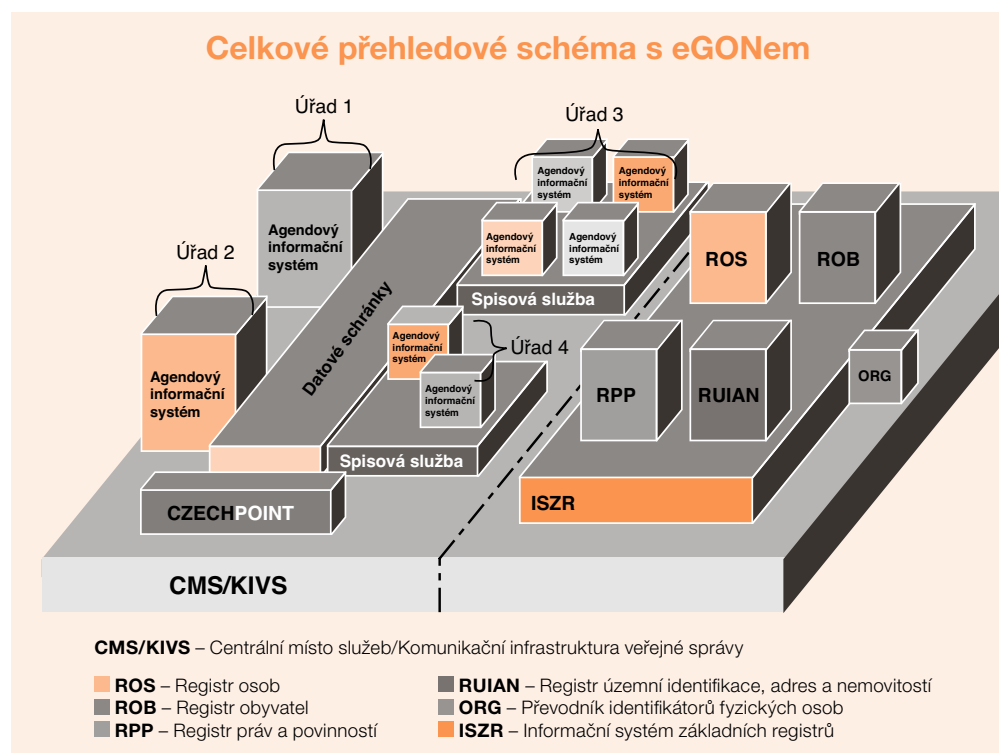 Celkové přehledové schéma s eGONem
Úřad 1
Úřad 3
Agendový
informační
systém
Agendový
informační
systém
Agendový
informační
systém
Úřad 2
Agendový
informační
systém
Agendový
informační
systém
ROS
ROB
Datové schránky
Spisová služba
Agendový
informační
systém
Úřad 4
Agendový
informační
systém
Agendový
informační
systém
RPP
RUIAN
ORG
Spisová služba
CZECHPOINT
ISZR
CMS/KIVS
CMS/KIVS – Centrální místo služeb/Komunikační infrastruktura veřejné správy
ROS – Registr osob
ROB – Registr obyvatel
RPP – Registr práv a povinností
RUIAN – Registr územní identifikace, adres a nemovitostí
ORG – Převodník identifikátorů fyzických osob
ISZR – Informační systém základních registrů